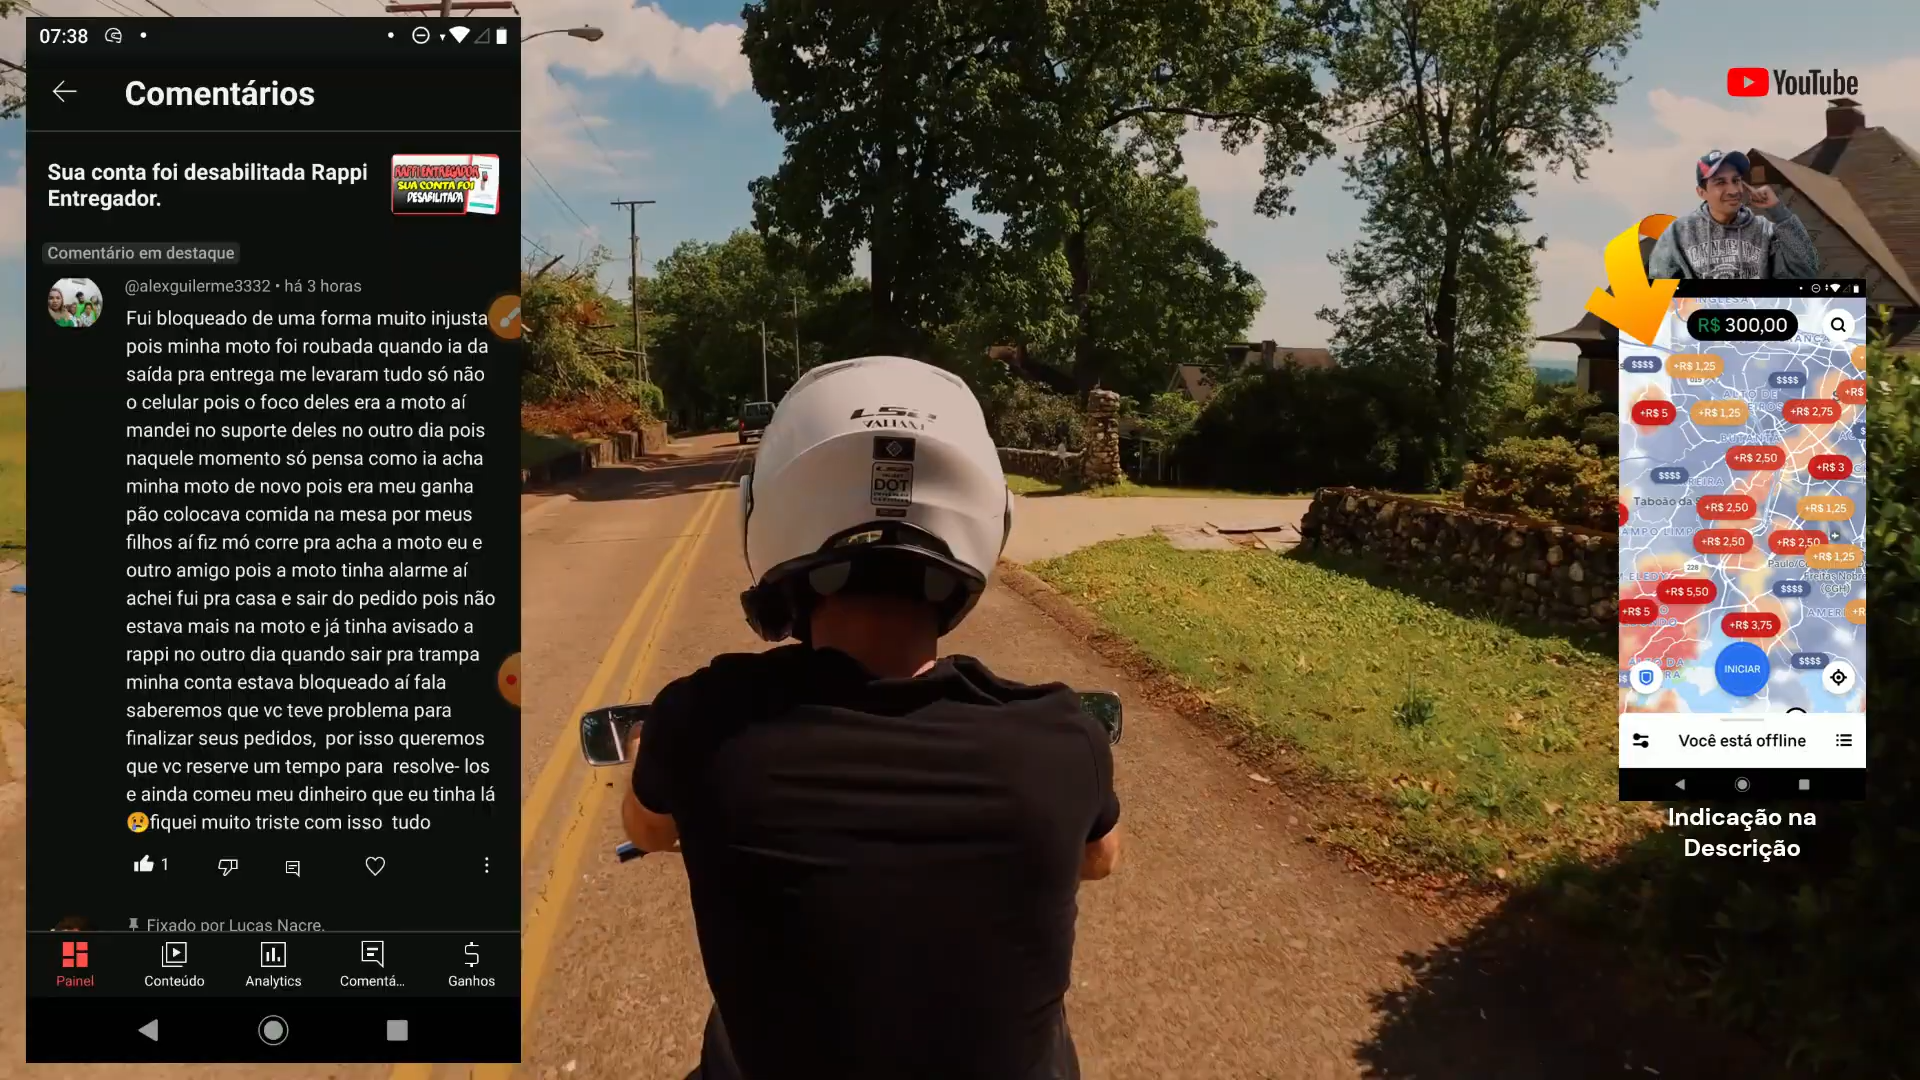 07:38
Comentários
Sua conta foi desabilitada Rappi
Entregador.
RAPPI ENTREGADOR
SUA CONTA FOI
DESABILITADA
Comentário em destaque
@alexguilerme3332 • há 3 horas
Fui bloqueado de uma forma muito injusta
pois minha moto foi roubada quando ia da
saída pra entrega me levaram tudo só não
o celular pois o foco deles era a moto aí
mandei no suporte deles no outro dia pois
naquele momento só pensa como ia acha
minha moto de novo pois era meu ganha
pão colocava comida na mesa por meus
filhos aí fiz mó corre pra acha a moto eu e
outro amigo pois a moto tinha alarme aí
achei fui pra casa e sair do pedido pois não
estava mais na moto e já tinha avisado a
rappi no outro dia quando sair pra trampa
minha conta estava bloqueado aí fala
saberemos que vc teve problema para
finalizar seus pedidos, por isso queremos
que vc reserve um tempo para resolve- los
e ainda comeu meu dinheiro que eu tinha lá
😢fiquei muito triste com isso tudo
1
Fixado por Lucas Nacre.
Painel
Conteúdo
Analytics
Comentá...
Ganhos
LS2
VALIANT
DOT
YouTube
INGLESA
R$ 300,00
$$$$
+R$ 1,25
$$$$
+R$
+R$ 5
+R$ 1,25
+R$ 2,75
BUTANTÃ
+R$ 2,50
+R$ 3
$$$$
Taboão da S
+R$ 2,50
+R$ 1,25
+R$ 2,50
+R$ 2,50
+R$ 1,25
228
Freitas Nobre
(CGH)
+R$ 5,50
$$$$
+R$ 5
+R$ 3,75
$$$$
INICIAR
Você está offline
Indicação na
Descrição